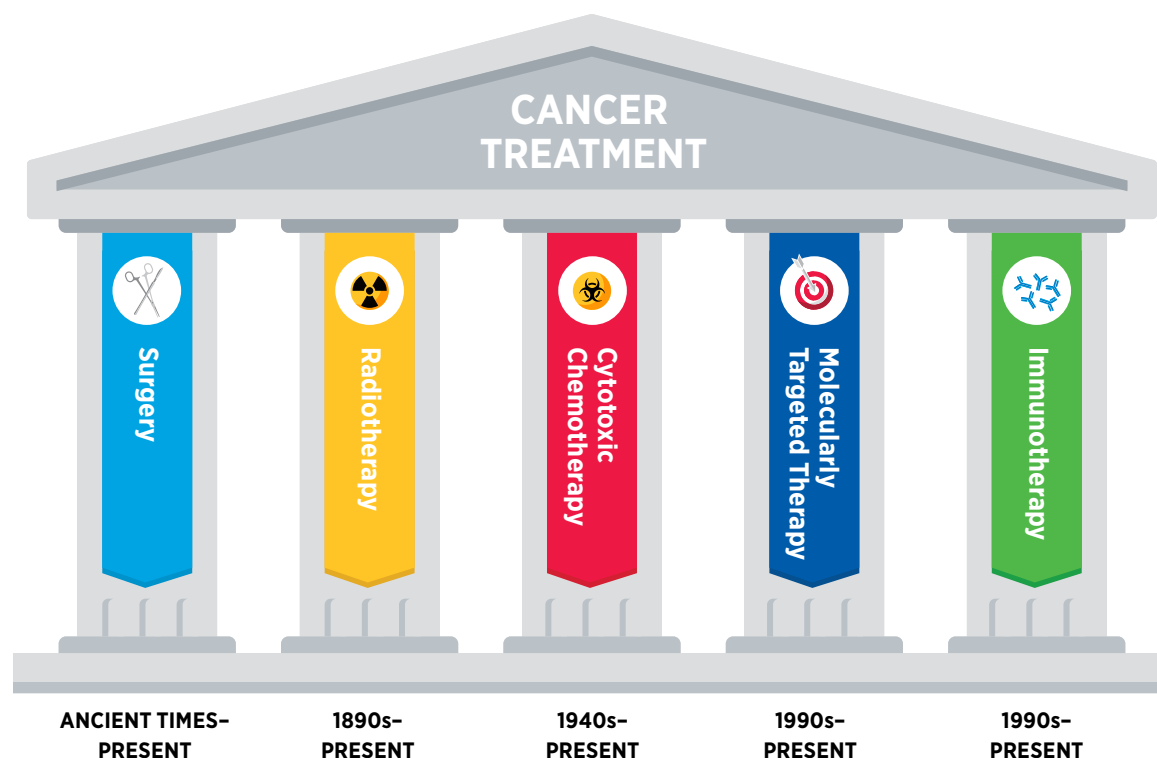 CANCER
TREATMENT
Surgery
Radiotherapy
Cytotoxic
Chemotherapy
Molecularly
Targeted Therapy
Immunotherapy
ANCIENT TIMES–
PRESENT
1890s–
PRESENT
1940s–
PRESENT
1990s–
PRESENT
1990s–
PRESENT